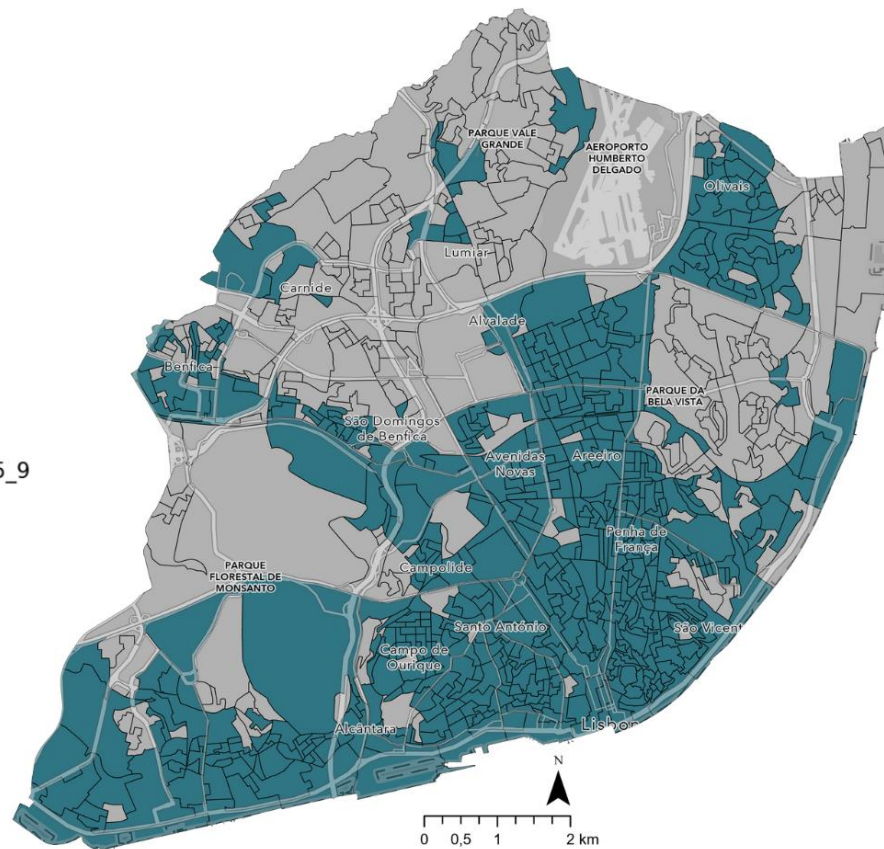 PARQUE VALE
GRANDE
AEROPORTO
HUMBERTO
DELGADO
Olivais
Lumiar
Carnide
Alvalade
Benfica
PARQUE DA
BELA VISTA
São Domingos
de Benfica
Avenidas
Novas
Areeiro
5_9
Penha de
França
PARQUE
FLORESTAL DE
MONSANTO
Campolide
Santo António
São Vicent
Campo de
Ourique
Alcântara
Lisbon
N
0 0,5 1 2 km